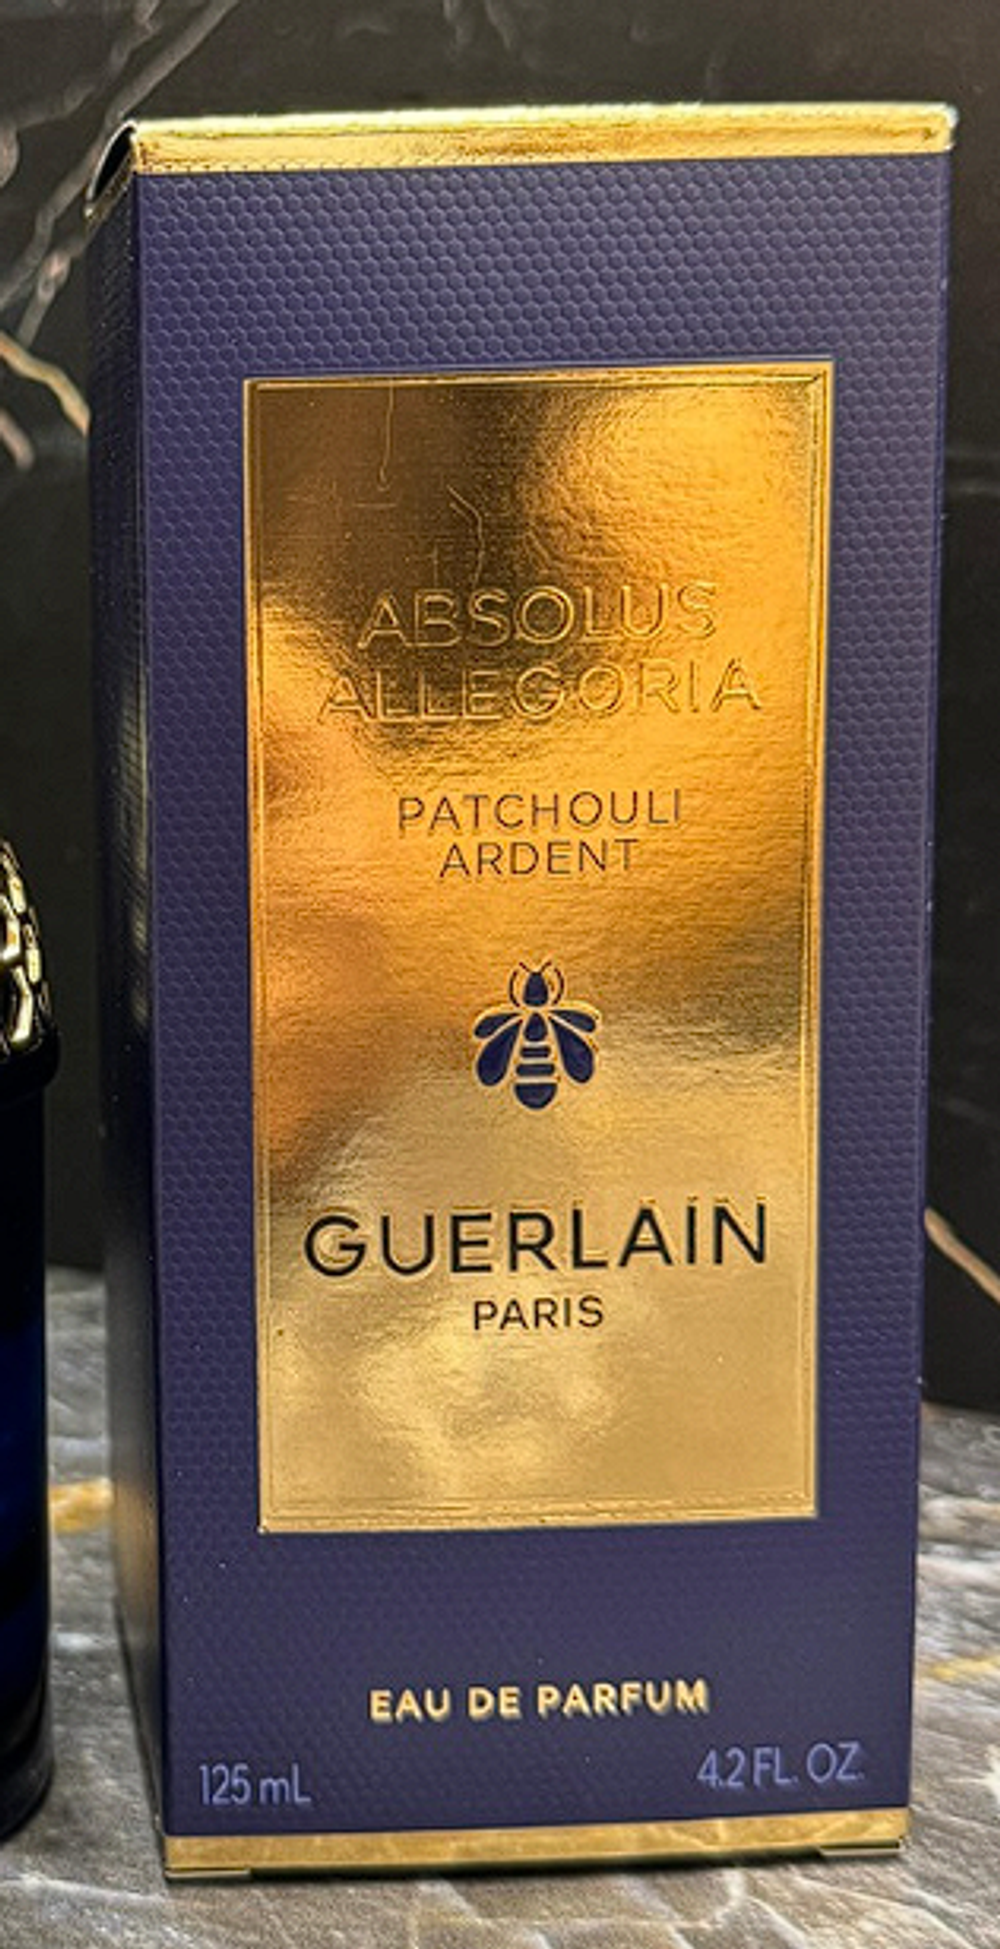 ABSOLUS
ALLEGORIA
PATCHOULI
ARDENT
GUERLAIN
PARIS
EAU DE PARFUM
125 mL
4.2 FL. OZ.